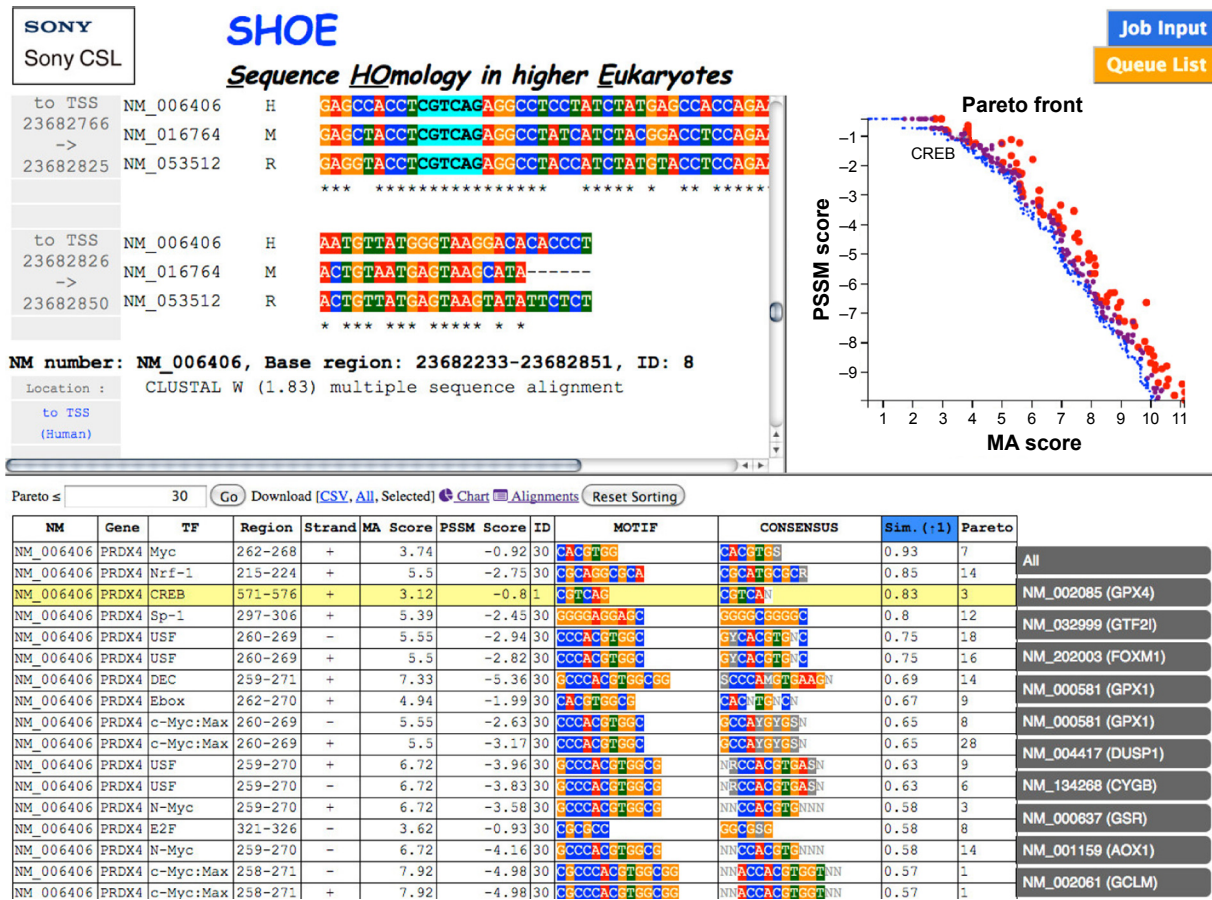 SONY
Sony CSL
SHOE
Sequence HOmology in higher Eukaryotes
Job Input
Queue List
to TSS
23682766
->
23682825
NM_006406 H GAGCCACCTCGTCAGAGGCCTCCTATCTATGAGCCACCAGA
NM_016764 M GAGCTACCTCGTCAGAGGCCTATCATCTACGGACCTCCAGA
NM_053512 R GAGGTACCTCGTCAGAGGCCTACCATCTATGTACCTCCAGA
*** **************** ***** * ** ******
to TSS
23682826
->
23682850
NM_006406 H AATGTTATGGGTAAGGACACACCCT
NM_016764 M ACTGTAATGAGTAAGCATA------
NM_053512 R ACTGTTATGAGTAAGTATATTCTCT
* *** *** ***** * *
NM number: NM_006406, Base region: 23682233-23682851, ID: 8
Location :
CLUSTAL W (1.83) multiple sequence alignment
to TSS
(Human)
Pareto front
CREB
PSSM score
–1
–2
–3
–4
–5
–6
–7
–8
–9
1 2 3 4 5 6 7 8 9 10 11
MA score
Pareto ≤ 30 Go Download [CSV, All, Selected] Chart Alignments Reset Sorting
NM Gene TF Region Strand MA Score PSSM Score ID MOTIF CONSENSUS Sim.(↑1) Pareto
NM_006406 PRDX4 Myc 262-268 + 3.74 -0.92 30 CACGTGG CACGTGS 0.93 7
NM_006406 PRDX4 Nrf-1 215-224 + 5.5 -2.75 30 CGCAGGCGCA CGCATGCGCR 0.85 14
NM_006406 PRDX4 CREB 571-576 + 3.12 -0.8 1 CGTCAG CGTCAN 0.83 3
NM_006406 PRDX4 Sp-1 297-306 + 5.39 -2.45 30 GGGGAGGAGC GGGGCGGGGC 0.8 12
NM_006406 PRDX4 USF 260-269 - 5.55 -2.94 30 CCCACGTGGC GYCACGTGNC 0.75 18
NM_006406 PRDX4 USF 260-269 + 5.5 -2.82 30 CCCACGTGGC GYCACGTGNC 0.75 16
NM_006406 PRDX4 DEC 259-271 + 7.33 -5.36 30 GCCCACGTGGCGG SCCCAMGTGAAGN 0.69 14
NM_006406 PRDX4 Ebox 262-270 + 4.94 -1.99 30 CACGTGGCG CACNTGNCN 0.67 9
NM_006406 PRDX4 c-Myc:Max 260-269 - 5.55 -2.63 30 CCCACGTGGC GCCAYGYGSN 0.65 8
NM_006406 PRDX4 c-Myc:Max 260-269 + 5.5 -3.17 30 CCCACGTGGC GCCAYGYGSN 0.65 28
NM_006406 PRDX4 USF 259-270 + 6.72 -3.96 30 GCCCACGTGGCG NRCCACGTGASN 0.63 9
NM_006406 PRDX4 USF 259-270 - 6.72 -3.83 30 GCCCACGTGGCG NRCCACGTGASN 0.63 6
NM_006406 PRDX4 N-Myc 259-270 + 6.72 -3.58 30 GCCCACGTGGCG NNCCACGTGNNN 0.58 3
NM_006406 PRDX4 E2F 321-326 - 3.62 -0.93 30 CGCGCC GGCGSG 0.58 8
NM_006406 PRDX4 N-Myc 259-270 - 6.72 -4.16 30 GCCCACGTGGCG NNCCACGTGNNN 0.58 14
NM_006406 PRDX4 c-Myc:Max 258-271 - 7.92 -4.98 30 CGCCCACGTGGCGG NNACCACGTGGTNN 0.57 1
NM_006406 PRDX4 c-Myc:Max 258-271 + 7.92 -4.98 30 CGCCCACGTGGCGG NNACCACGTGGTNN 0.57 1
All
NM_002085 (GPX4)
NM_032999 (GTF2I)
NM_202003 (FOXM1)
NM_000581 (GPX1)
NM_000581 (GPX1)
NM_004417 (DUSP1)
NM_134268 (CYGB)
NM_000637 (GSR)
NM_001159 (AOX1)
NM_002061 (GCLM)